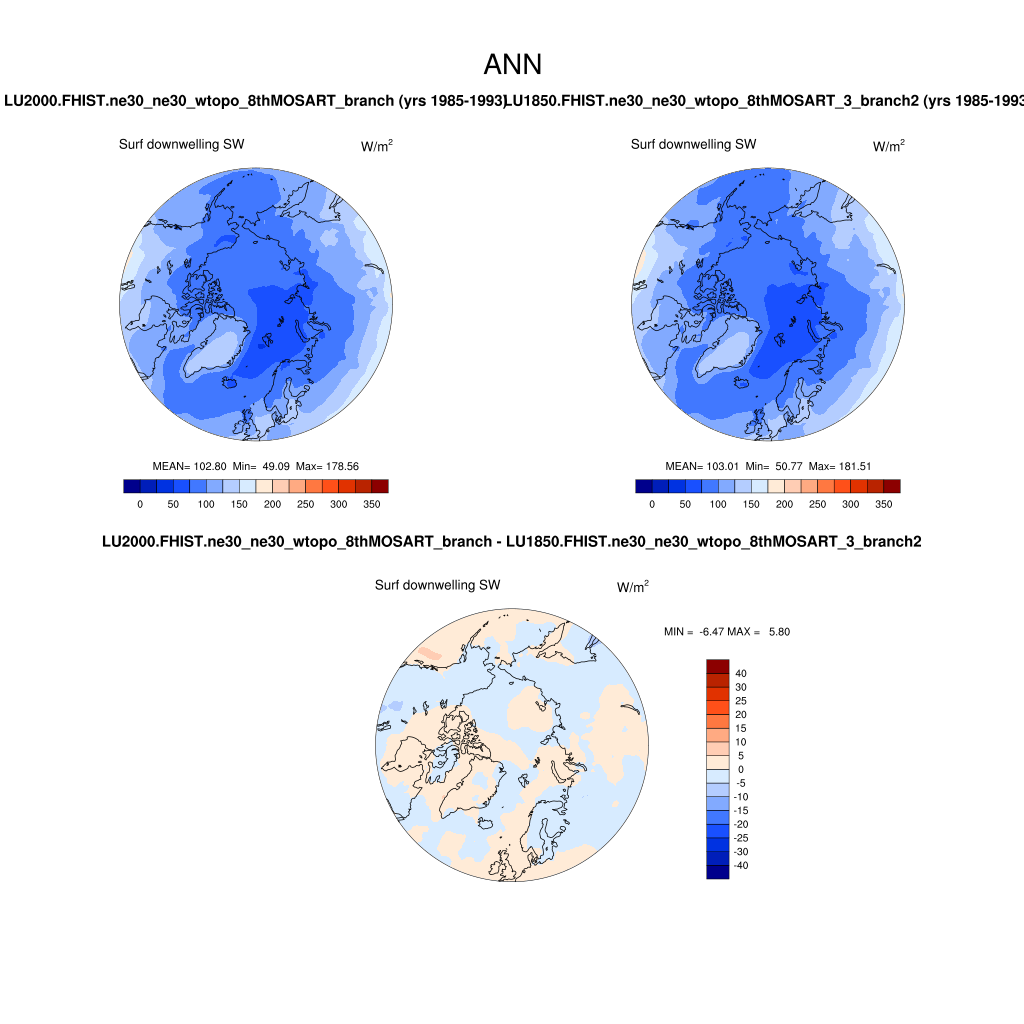 ANN
LU2000.FHIST.ne30_ne30_wtopo_8thMOSART_branch (yrs 1985-1993)
LU1850.FHIST.ne30_ne30_wtopo_8thMOSART_3_branch2 (yrs 1985-1993
Surf downwelling SW W/m²
Surf downwelling SW W/m²
MEAN= 102.80 Min= 49.09 Max= 178.56
0 50 100 150 200 250 300 350
MEAN= 103.01 Min= 50.77 Max= 181.51
0 50 100 150 200 250 300 350
LU2000.FHIST.ne30_ne30_wtopo_8thMOSART_branch - LU1850.FHIST.ne30_ne30_wtopo_8thMOSART_3_branch2
Surf downwelling SW W/m²
MIN = -6.47 MAX = 5.80
40
30
25
20
15
10
5
0
-5
-10
-15
-20
-25
-30
-40